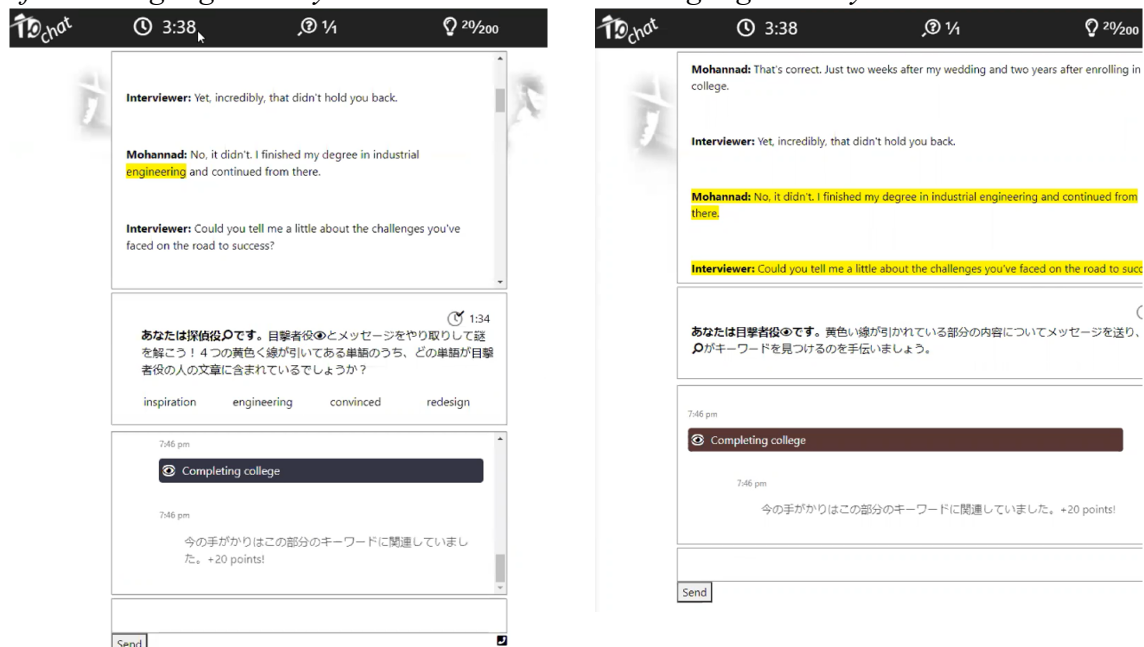 TDchat 3:38 1/1 20/200
Interviewer: Yet, incredibly, that didn't hold you back.
Mohannad: No, it didn't. I finished my degree in industrial
engineering and continued from there.
Interviewer: Could you tell me a little about the challenges you've
faced on the road to success?
1:34
あなたは探偵役です。目撃者役とメッセージをやり取りして謎
を解こう！４つの黄色く線が引いてある単語のうち、どの単語が目撃
者役の人の文章に含まれているでしょうか？
inspiration engineering convinced redesign
7:46 pm
Completing college
7:46 pm
今の手がかりはこの部分のキーワードに関連していまし
た。+20 points!
Send
chat 3:38 1/1 20/200
Mohannad: That's correct. Just two weeks after my wedding and two years after enrolling in
college.
Interviewer: Yet, incredibly, that didn't hold you back.
Mohannad: No, it didn't. I finished my degree in industrial engineering and continued from
there.
Interviewer: Could you tell me a little about the challenges you've faced on the road to
あなたは目撃者役です。黄色い線が引かれている部分の内容についてメッセージを送り、
がキーワードを見つけるのを手伝いましょう。
7:46 pm
Completing college
7:46 pm
今の手がかりはこの部分のキーワードに関連していました。+20 points!
Send